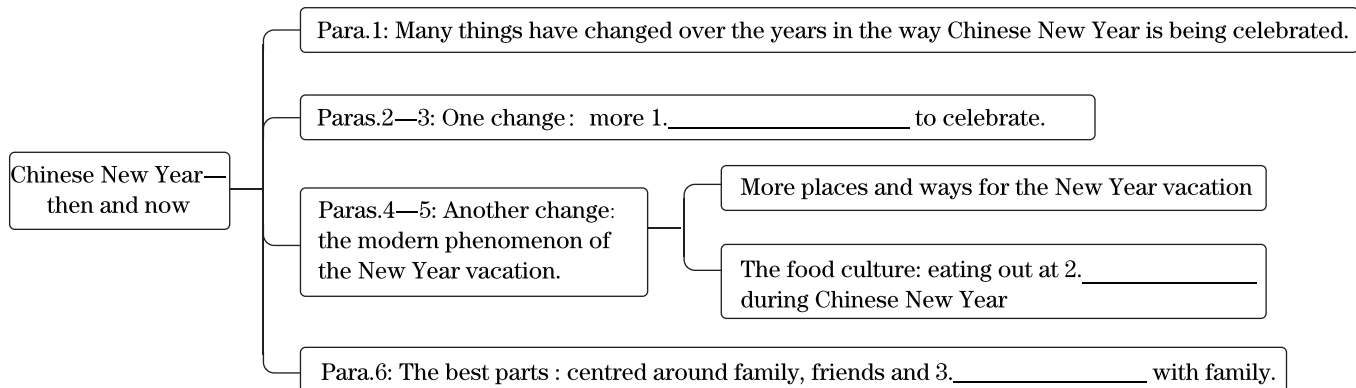 Para.1: Many things have changed over the years in the way Chinese New Year is being celebrated.
Paras.2—3: One change: more 1.____________________ to celebrate.
Chinese New Year—
then and now
Paras.4—5: Another change:
the modern phenomenon of
the New Year vacation.
More places and ways for the New Year vacation
The food culture: eating out at 2.______________
during Chinese New Year
Para.6: The best parts : centred around family, friends and 3.________________ with family.